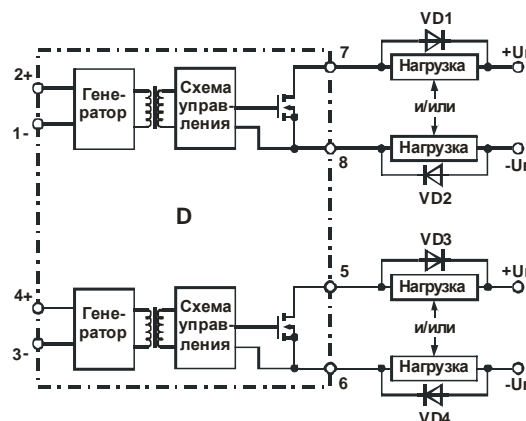 7
VD1
+Uп
2+
Гене-
ратор
Схема
управ-
ления
Нагрузка
1-
и/или
8
Нагрузка
-Uп
VD2
D
VD3
5
+Uп
4+
Гене-
ратор
Схема
управ-
ления
Нагрузка
3-
и/или
6
Нагрузка
-Uп
VD4